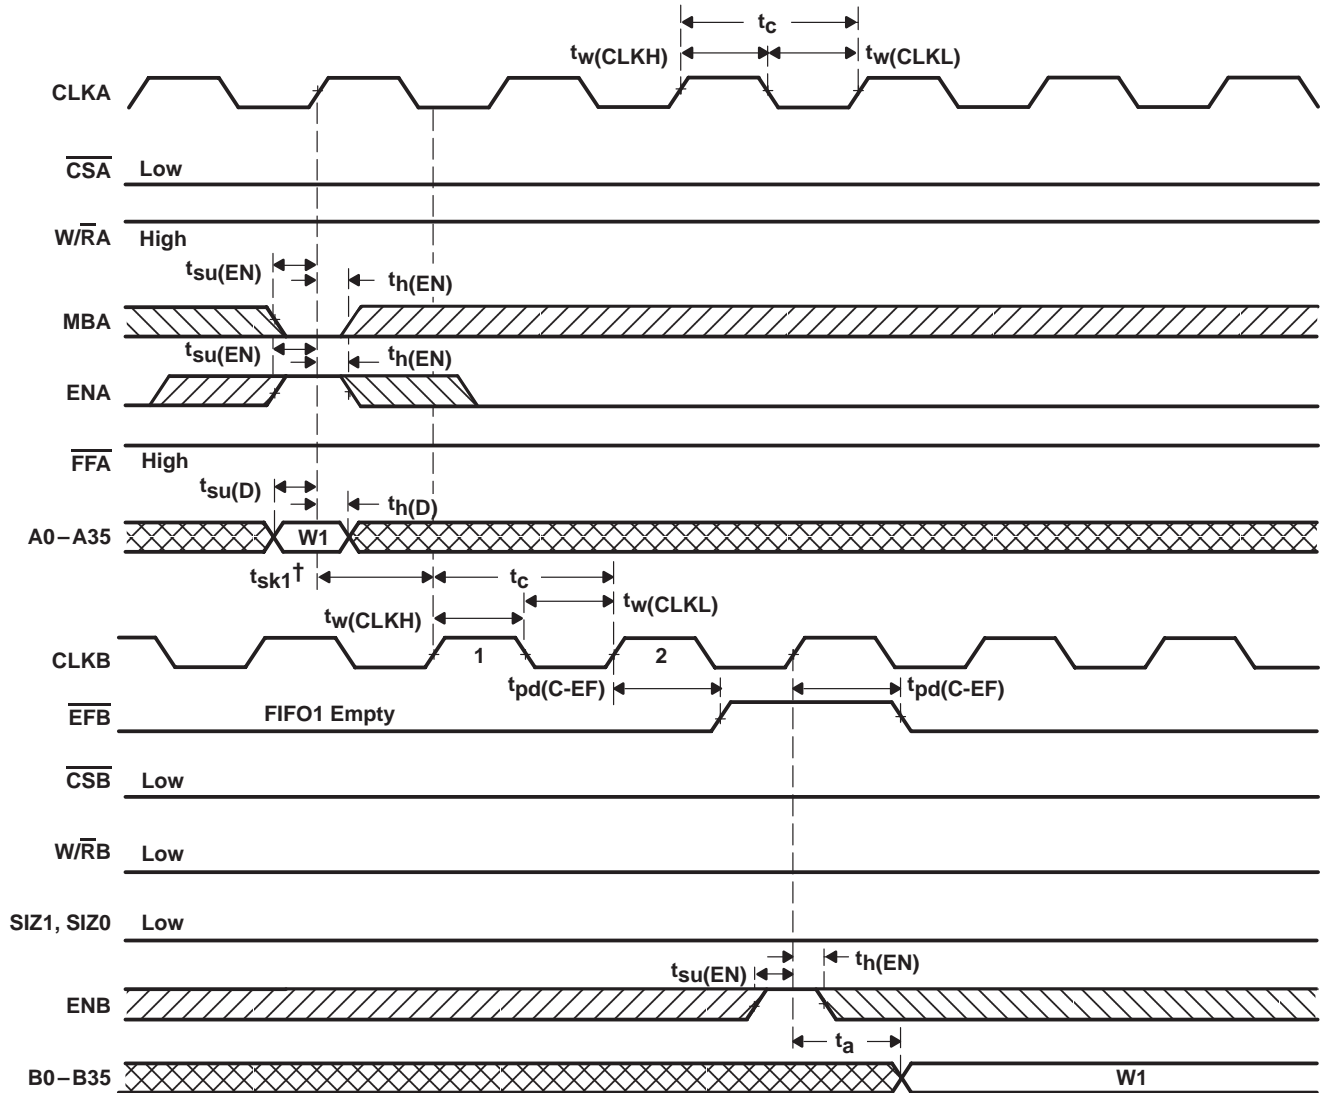 tc
tw(CLKH)
tw(CLKL)
CLKA
CSA
Low
W/RA
High
tsu(EN)
th(EN)
MBA
tsu(EN)
th(EN)
ENA
FFA
High
tsu(D)
th(D)
A0–A35
W1
tsk1†
tc
tw(CLKH)
tw(CLKL)
CLKB
1
2
tpd(C-EF)
tpd(C-EF)
EFB
FIFO1 Empty
CSB
Low
W/RB
Low
SIZ1, SIZ0
Low
tsu(EN)
th(EN)
ENB
ta
B0–B35
W1